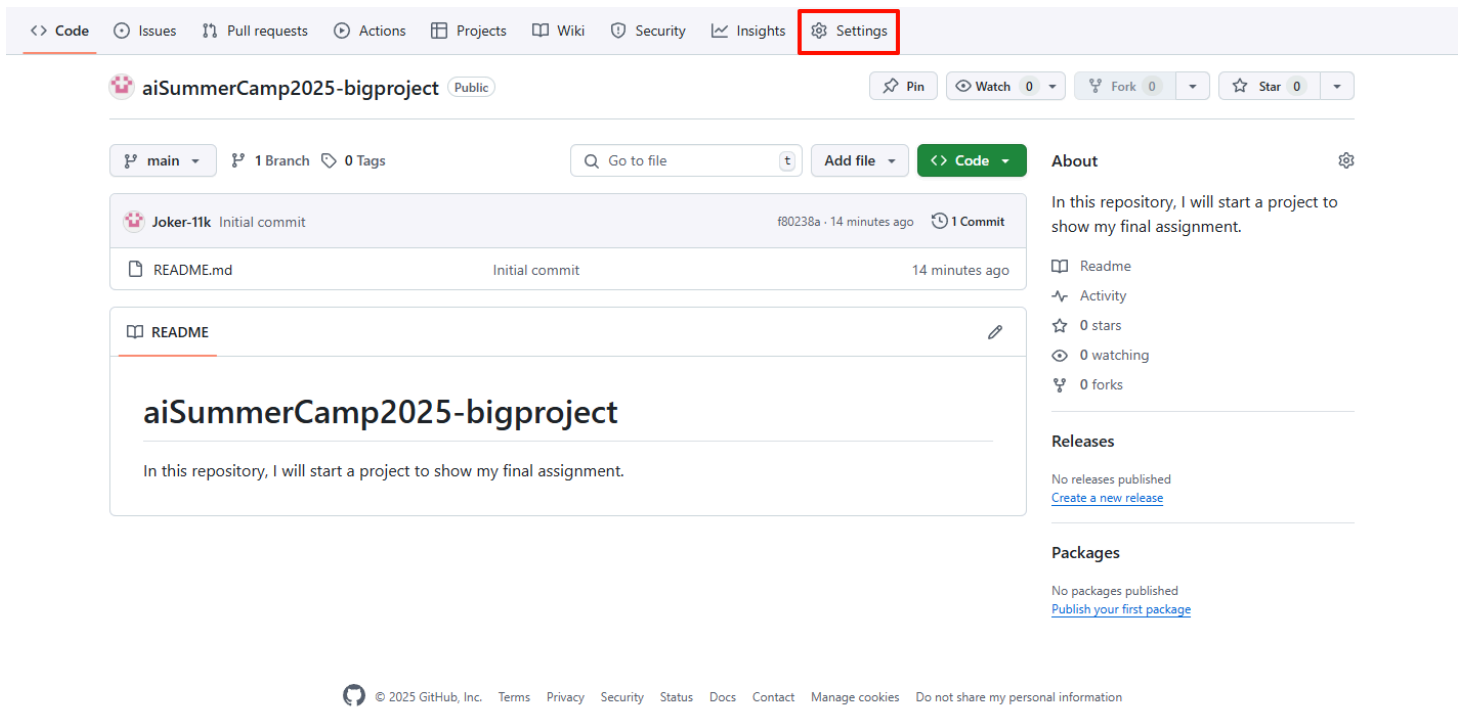 Code Issues Pull requests Actions Projects Wiki Security Insights Settings
aiSummerCamp2025-bigproject Public Pin Watch 0 Fork 0 Star 0
main 1 Branch 0 Tags Go to file t Add file Code
Joker-11k Initial commit f80238a · 14 minutes ago 1 Commit
README.md Initial commit 14 minutes ago
README
aiSummerCamp2025-bigproject
In this repository, I will start a project to show my final assignment.
About
In this repository, I will start a project to
show my final assignment.
Readme
Activity
0 stars
0 watching
0 forks
Releases
No releases published
Create a new release
Packages
No packages published
Publish your first package
© 2025 GitHub, Inc. Terms Privacy Security Status Docs Contact Manage cookies Do not share my personal information